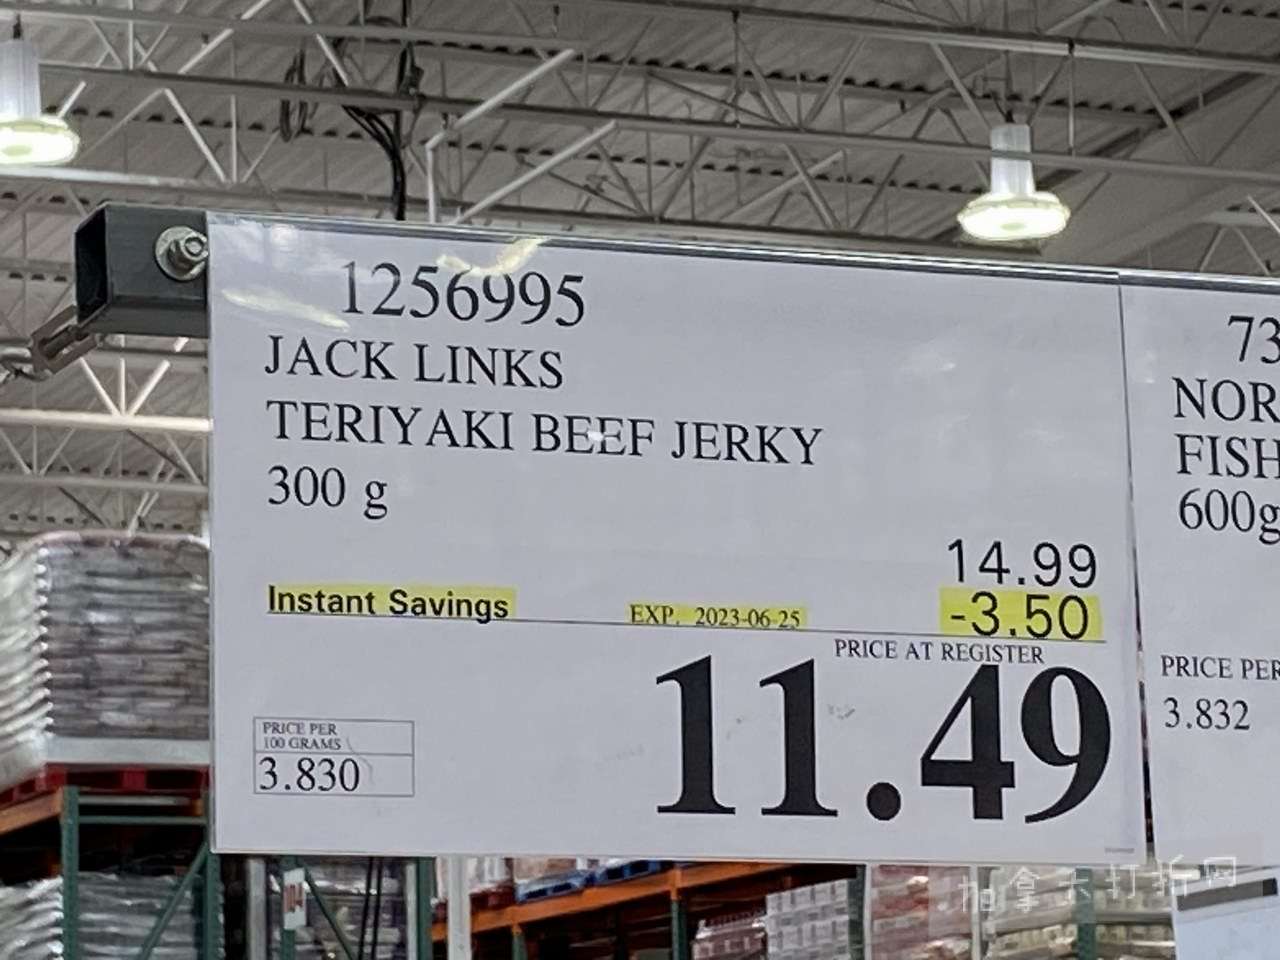 1256995
JACK LINKS
TERIYAKI BEEF JERKY
300 g
14.99
Instant Savings EXP. 2023-06-25 -3.50
PRICE AT REGISTER
11.49
PRICE PER
100 GRAMS
3.830
73
NOR
FISH
600g
PRICE PER
3.832
加拿大打折网